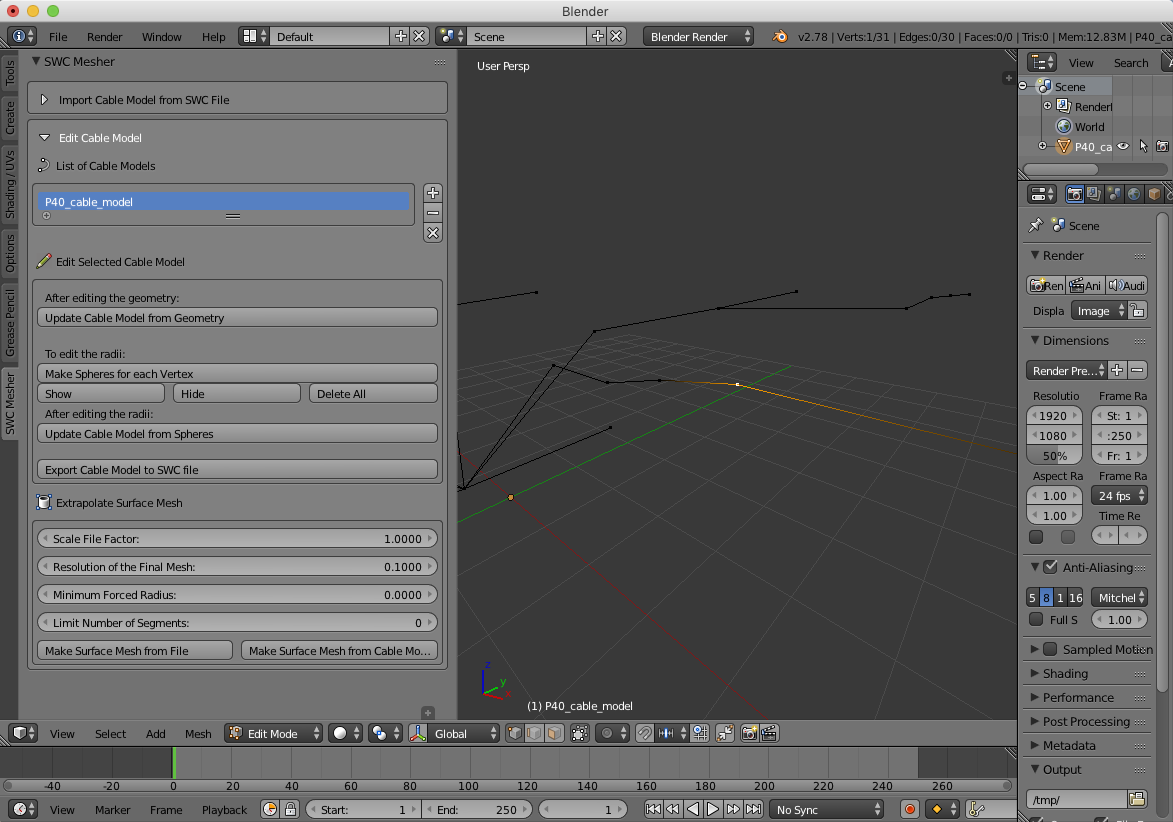 Blender
File Render Window Help Default Scene Blender Render v2.78 | Verts:1/31 | Edges:0/30 | Faces:0/0 | Tris:0 | Mem:12.83M | P40_ca
Tools
Create
Shading / UVs
Options
Grease Pencil
SWC Mesher
SWC Mesher
Import Cable Model from SWC File
Edit Cable Model
List of Cable Models
P40_cable_model
Edit Selected Cable Model
After editing the geometry:
Update Cable Model from Geometry
To edit the radii:
Make Spheres for each Vertex
Show Hide Delete All
After editing the radii:
Update Cable Model from Spheres
Export Cable Model to SWC file
Extrapolate Surface Mesh
Scale File Factor: 1.0000
Resolution of the Final Mesh: 0.1000
Minimum Forced Radius: 0.0000
Limit Number of Segments: 0
Make Surface Mesh from File Make Surface Mesh from Cable Mo...
User Persp
z
y
x
(1) P40_cable_model
View Select Add Mesh Edit Mode Global
-40 -20 0 20 40 60 80 100 120 140 160 180 200 220 240 260
View Marker Frame Playback Start: 1 End: 250 1 No Sync
View Search
Scene
Renderl
World
P40_ca
Scene
Render
Ren Ani Audi
Displa Image
Dimensions
Render Pre...
Resolutio Frame Ra
1920 St: 1
1080 :250
50% Fr: 1
Aspect Ra Frame Ra
1.00 24 fps
1.00 Time Re
Anti-Aliasing
5 8 1 16 Mitchel
Full S 1.00
Sampled Motion
Shading
Performance
Post Processing
Metadata
Output
/tmp/